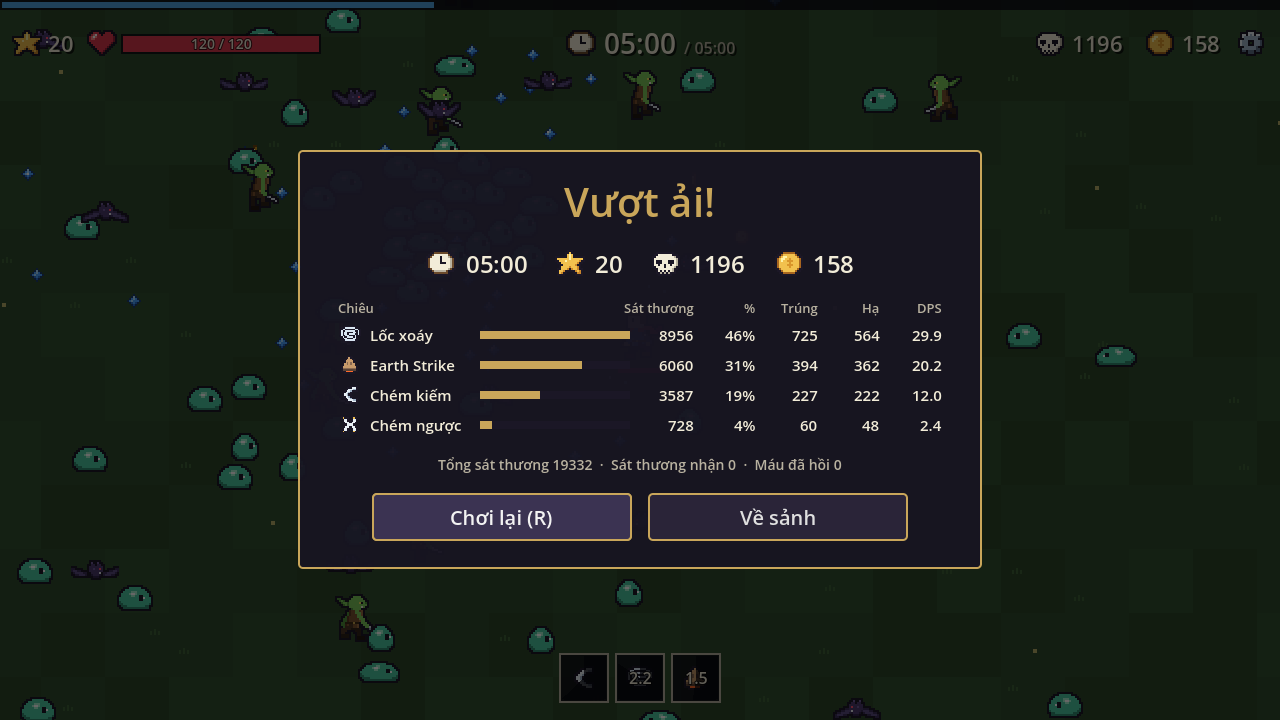 20 120 / 120 05:00 / 05:00 1196 158
Vượt ải!
05:00 20 1196 158
Chiêu Sát thương % Trúng Hạ DPS
Lốc xoáy 8956 46% 725 564 29.9
Earth Strike 6060 31% 394 362 20.2
Chém kiếm 3587 19% 227 222 12.0
Chém ngược 728 4% 60 48 2.4
Tổng sát thương 19332 · Sát thương nhận 0 · Máu đã hồi 0
Chơi lại (R) Về sảnh
2.2 1.5